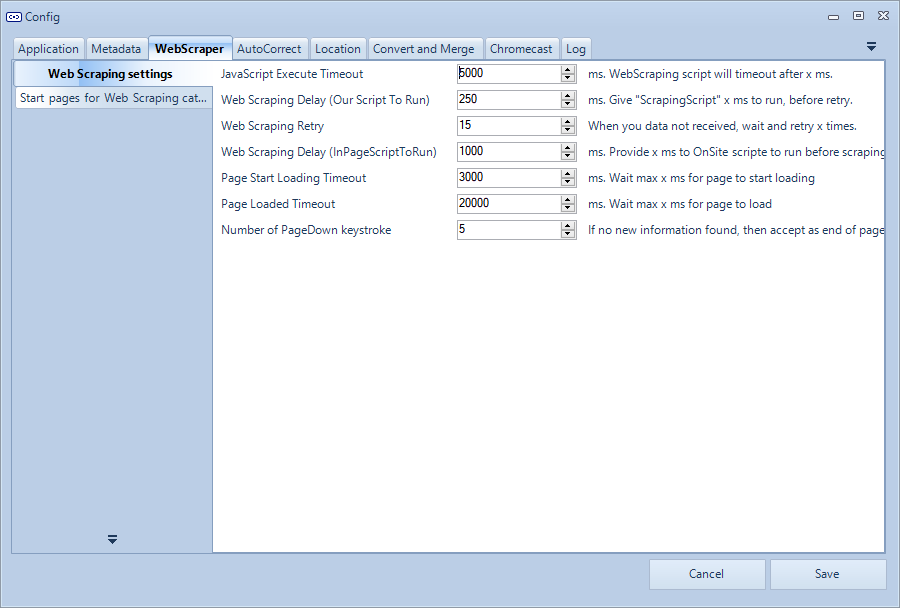 Config
Application Metadata WebScraper AutoCorrect Location Convert and Merge Chromecast Log
Web Scraping settings
Start pages for Web Scraping cat...
JavaScript Execute Timeout 5000 ms. WebScraping script will timeout after x ms.
Web Scraping Delay (Our Script To Run) 250 ms. Give "ScrapingScript" x ms to run, before retry.
Web Scraping Retry 15 When you data not received, wait and retry x times.
Web Scraping Delay (InPageScriptToRun) 1000 ms. Provide x ms to OnSite scripte to run before scraping
Page Start Loading Timeout 3000 ms. Wait max x ms for page to start loading
Page Loaded Timeout 20000 ms. Wait max x ms for page to load
Number of PageDown keystroke 5 If no new information found, then accept as end of page
Cancel Save